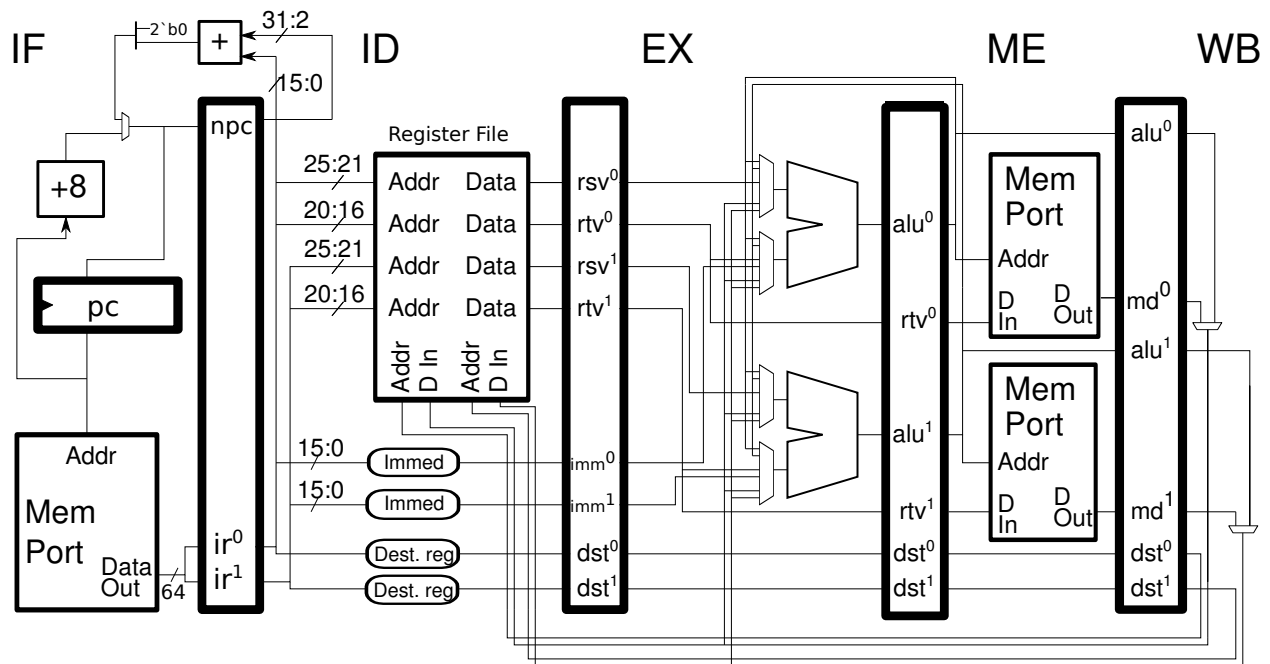 IF
ID
EX
ME
WB
2`b0
+
31:2
15:0
npc
+8
pc
Addr
Mem
Port
Data
Out
64
ir0
ir1
Register File
25:21
Addr Data
20:16
Addr Data
25:21
Addr Data
20:16
Addr Data
Addr
D In
Addr
D In
15:0
Immed
15:0
Immed
Dest. reg
Dest. reg
rsv0
rtv0
rsv1
rtv1
imm0
imm1
dst0
dst1
alu0
rtv0
alu1
rtv1
dst0
dst1
Mem
Port
Addr
D
In
D
Out
Mem
Port
Addr
D
In
D
Out
alu0
md0
alu1
md1
dst0
dst1